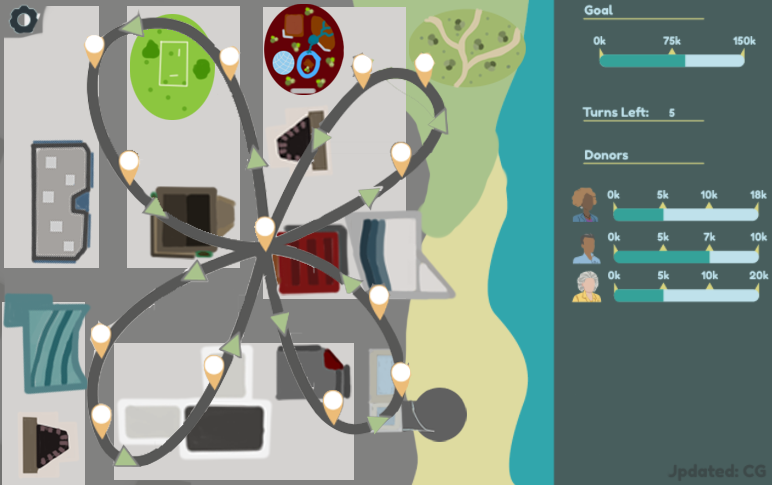 Goal
0k 75k 150k
Turns Left: 5
Donors
0k 5k 10k 18k
0k 5k 7k 10k
0k 5k 10k 20k
Jpdated: CG